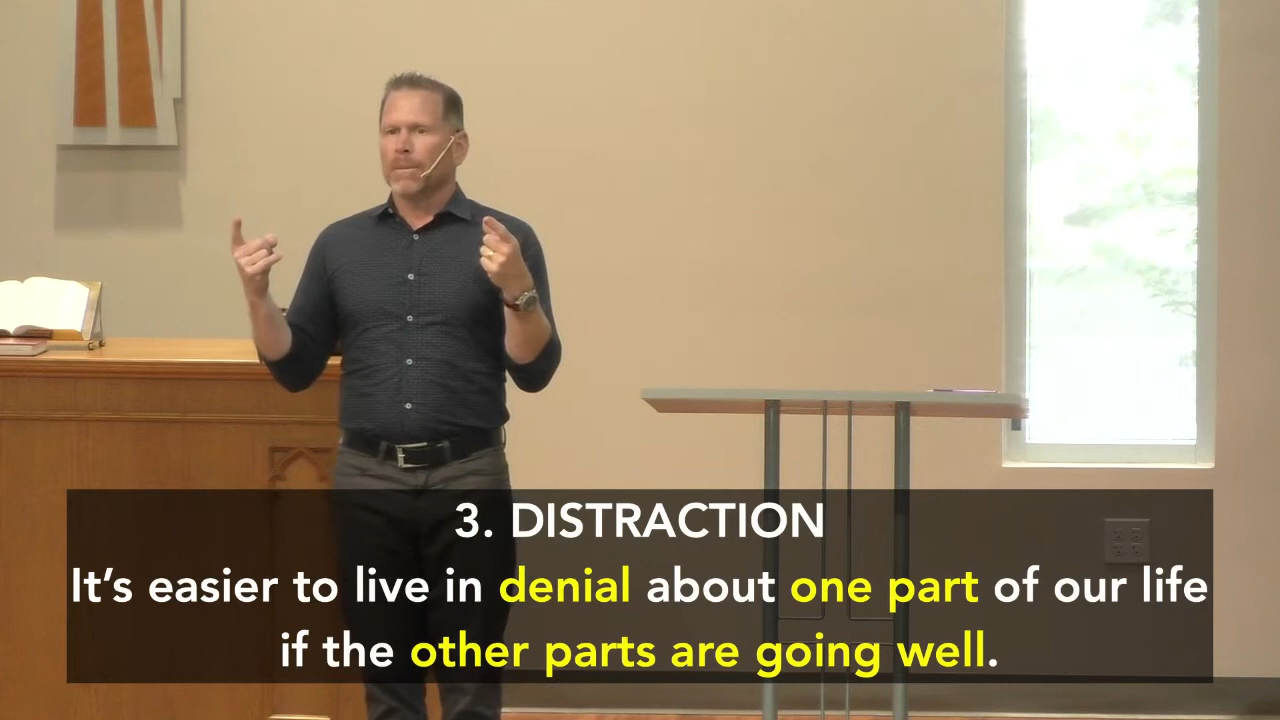 3. DISTRACTION
It’s easier to live in denial about one part of our life
if the other parts are going well.